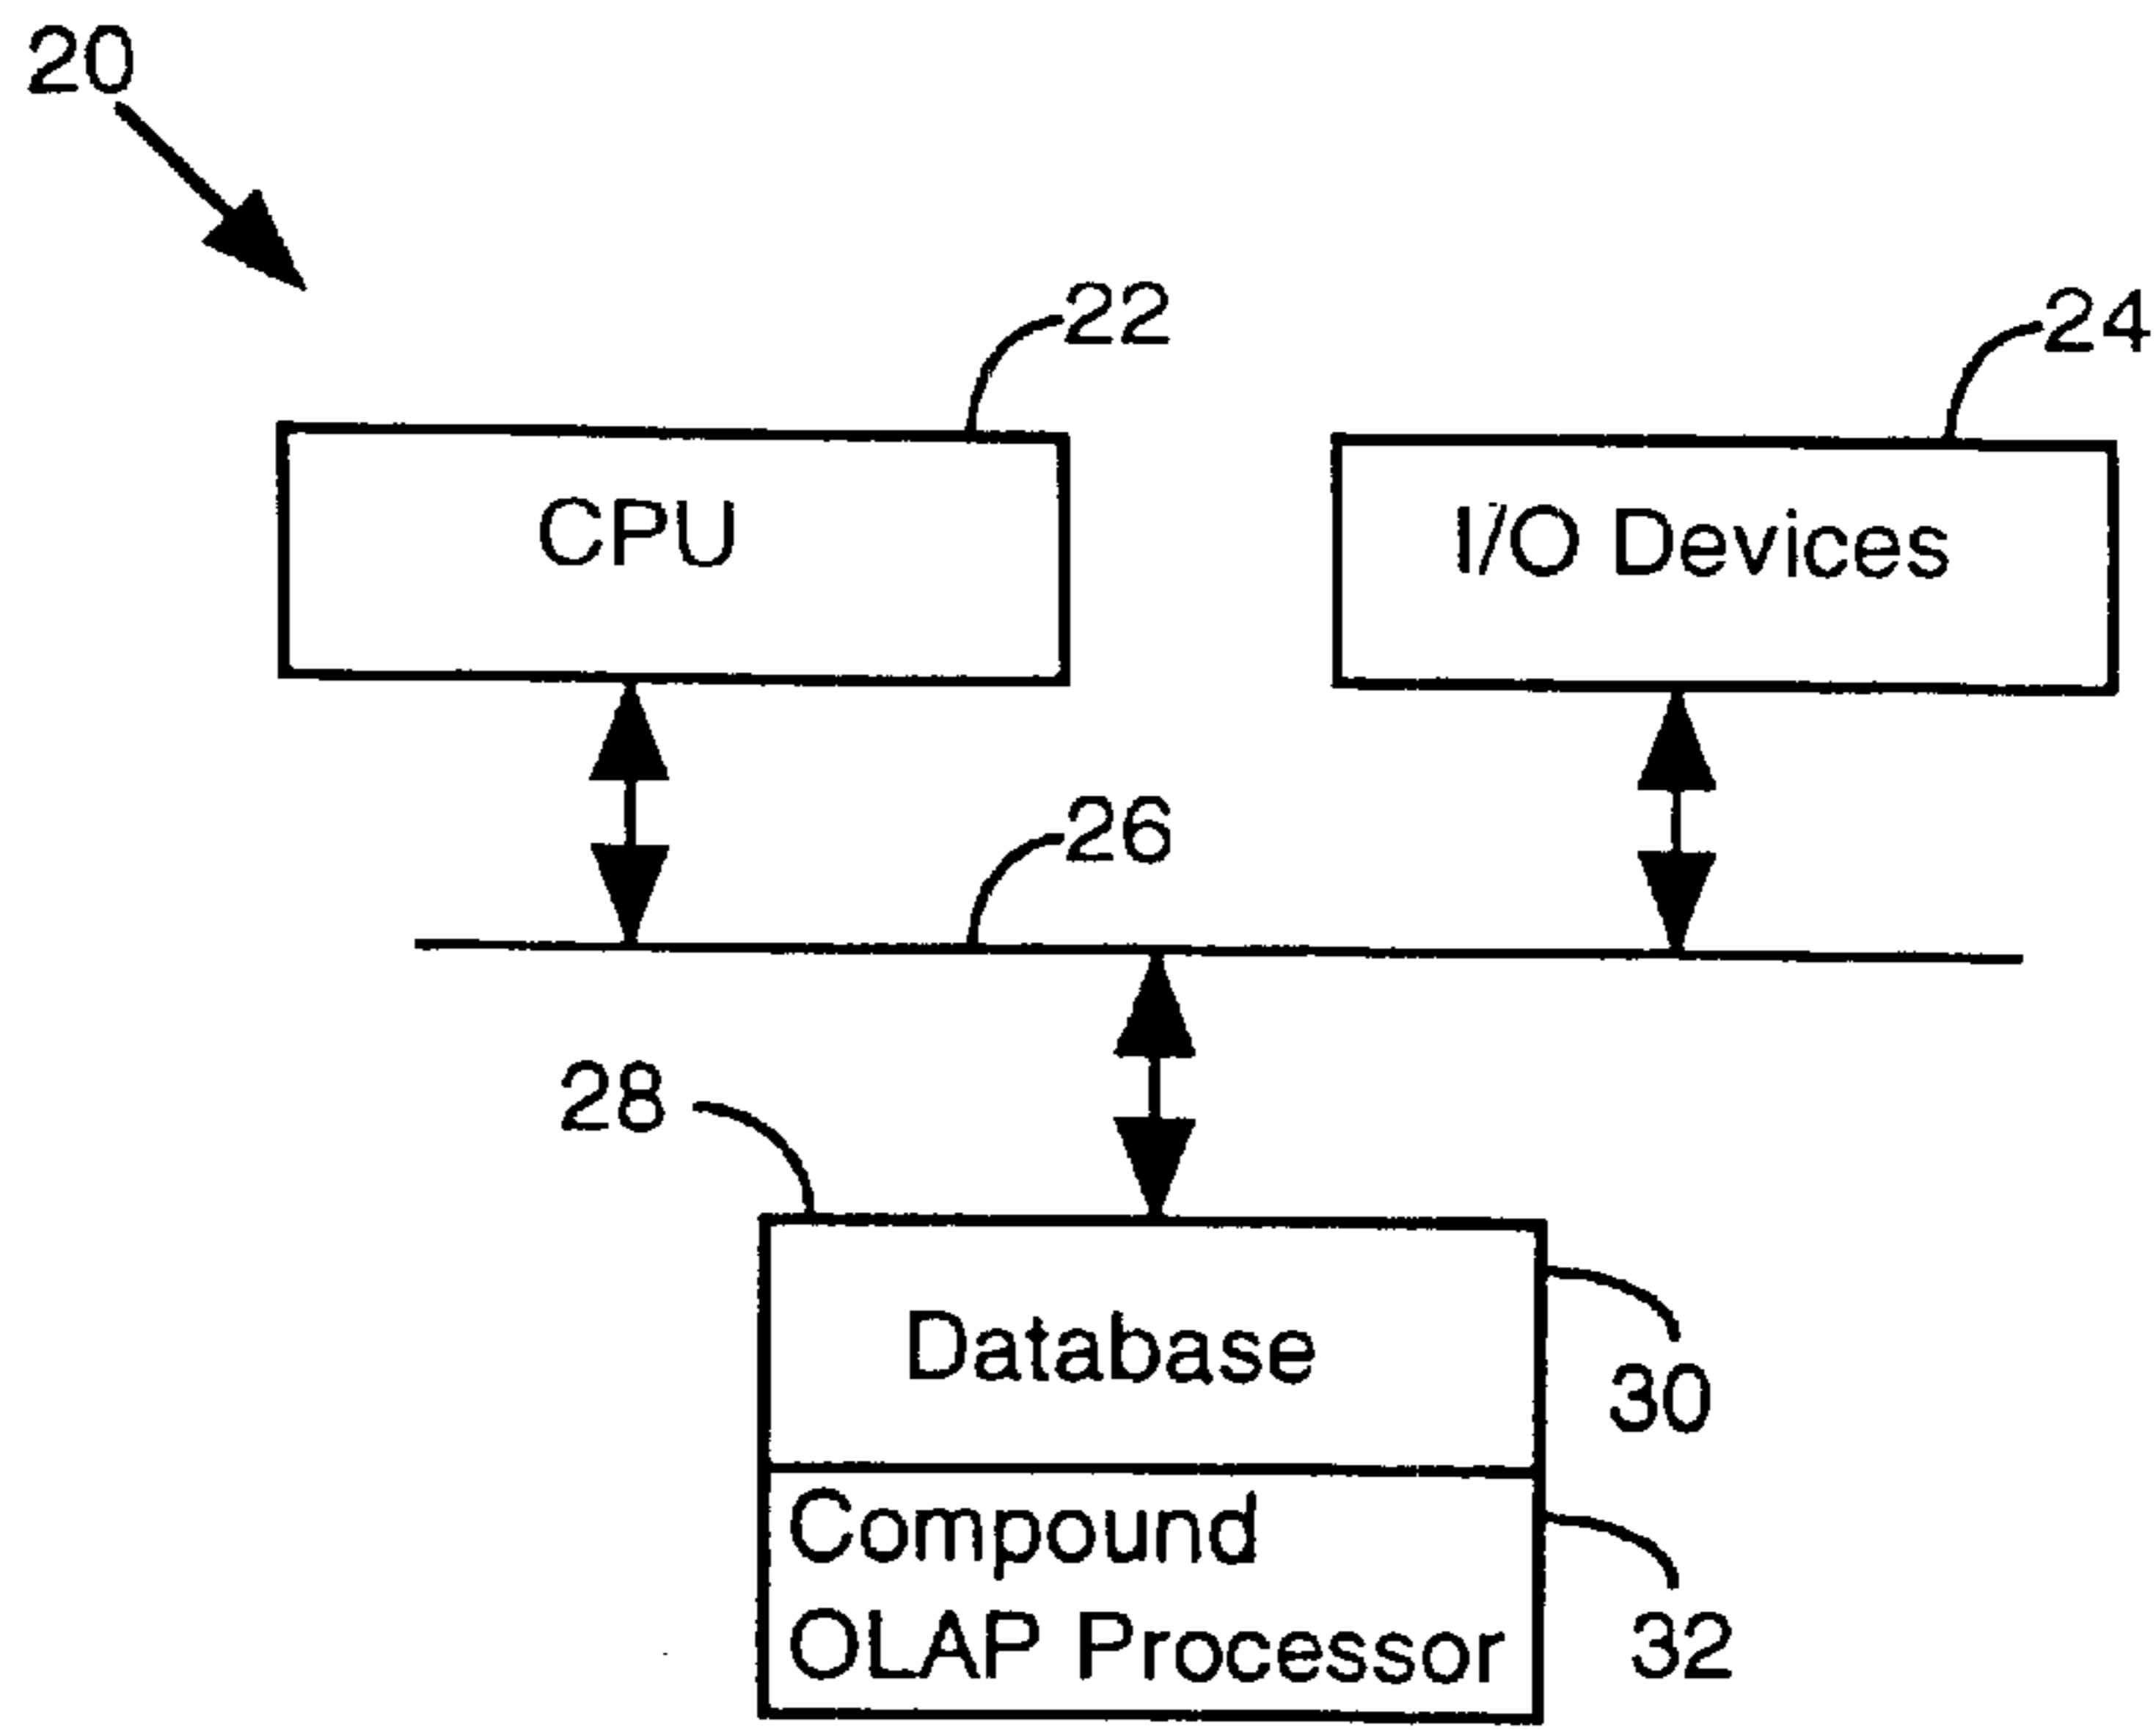 20
22
24
CPU
I/O Devices
26
28
Database
30
Compound
OLAP Processor
32